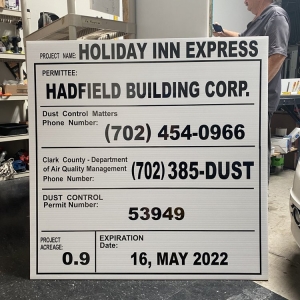 PROJECT NAME: HOLIDAY INN EXPRESS
PERMITTEE:
HADFIELD BUILDING CORP.
Dust Control Matters
Phone Number:
(702) 454-0966
Clark County - Department
of Air Quality Management
Phone Number:
(702) 385-DUST
DUST CONTROL
Permit Number:
53949
PROJECT
ACREAGE:
0.9
EXPIRATION
Date:
16, MAY 2022